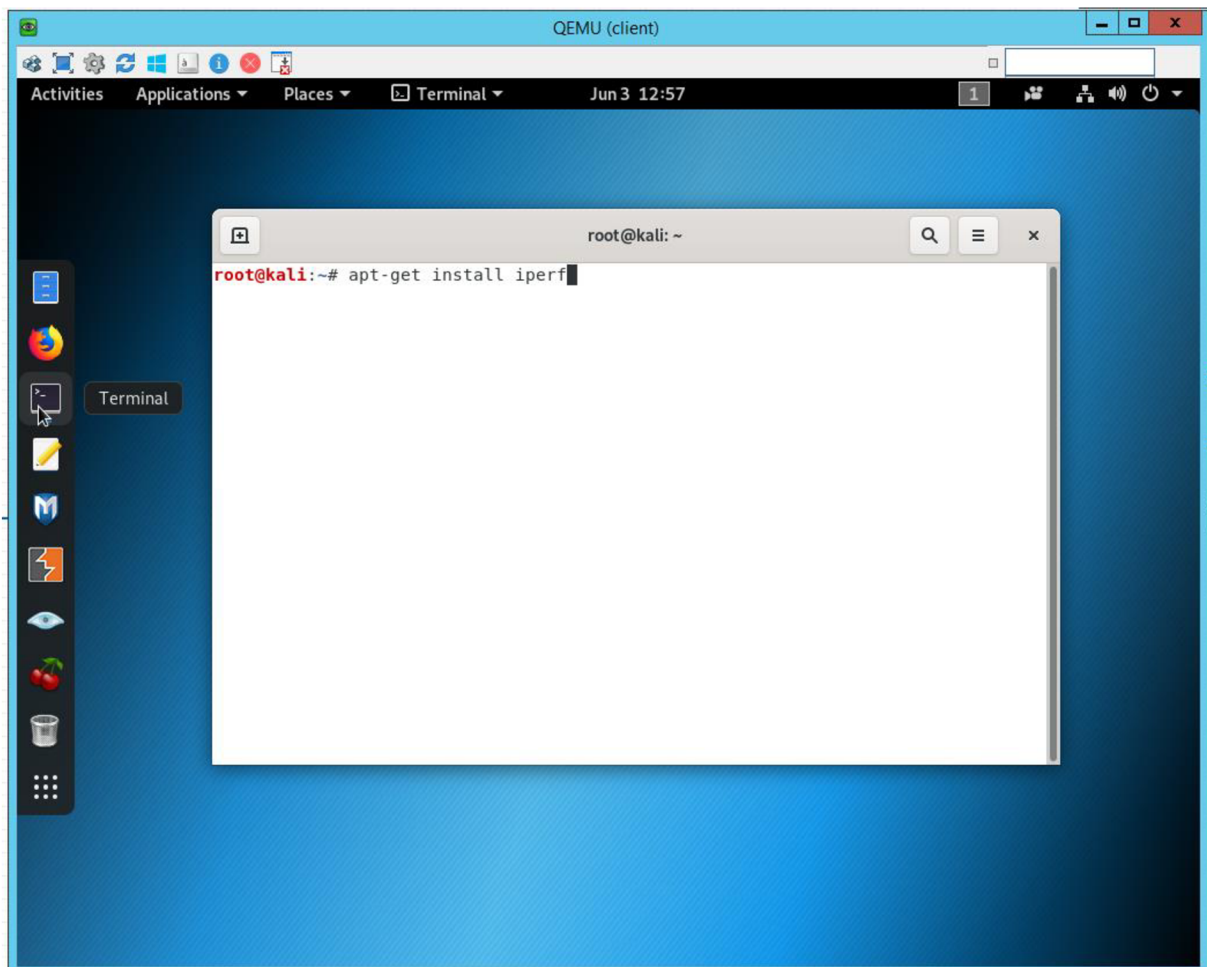 QEMU (client)
Activities Applications Places Terminal Jun 3 12:57 1
root@kali: ~
root@kali:~# apt-get install iperf
Terminal